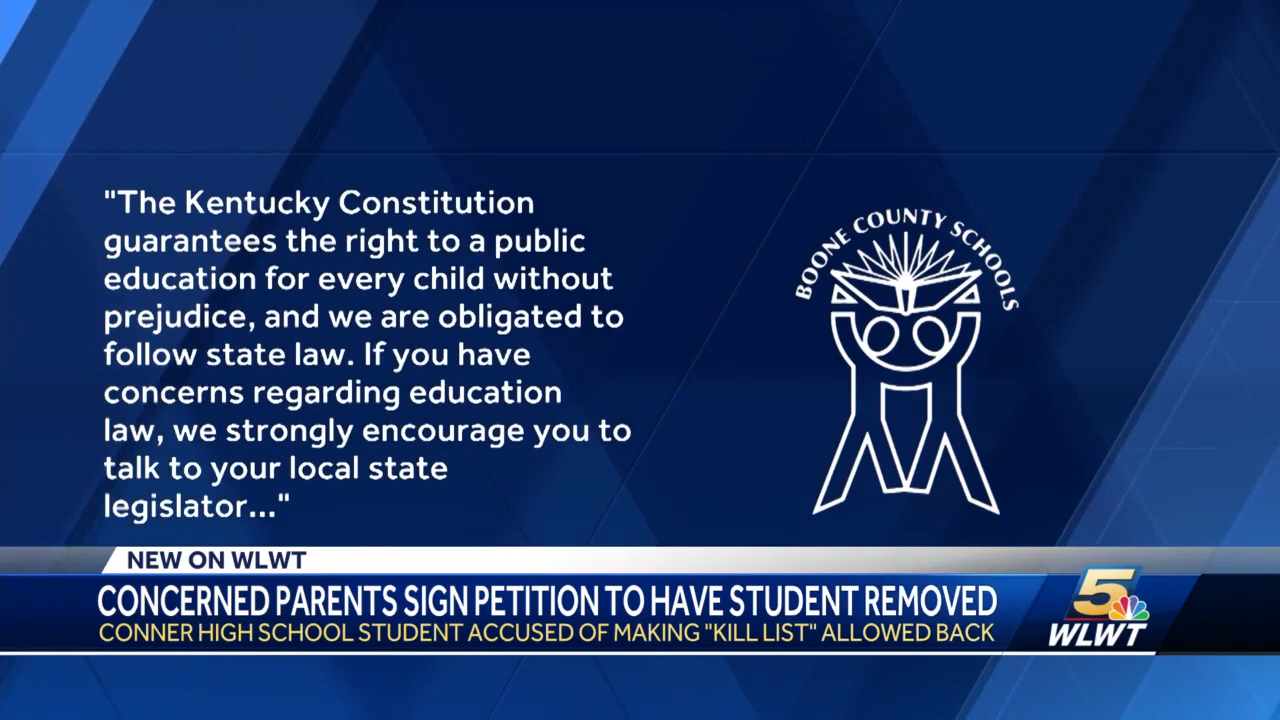 "The Kentucky Constitution
guarantees the right to a public
education for every child without
prejudice, and we are obligated to
follow state law. If you have
concerns regarding education
law, we strongly encourage you to
talk to your local state
legislator..."
BOONE COUNTY SCHOOLS
NEW ON WLWT
CONCERNED PARENTS SIGN PETITION TO HAVE STUDENT REMOVED
CONNER HIGH SCHOOL STUDENT ACCUSED OF MAKING "KILL LIST" ALLOWED BACK
5
WLWT